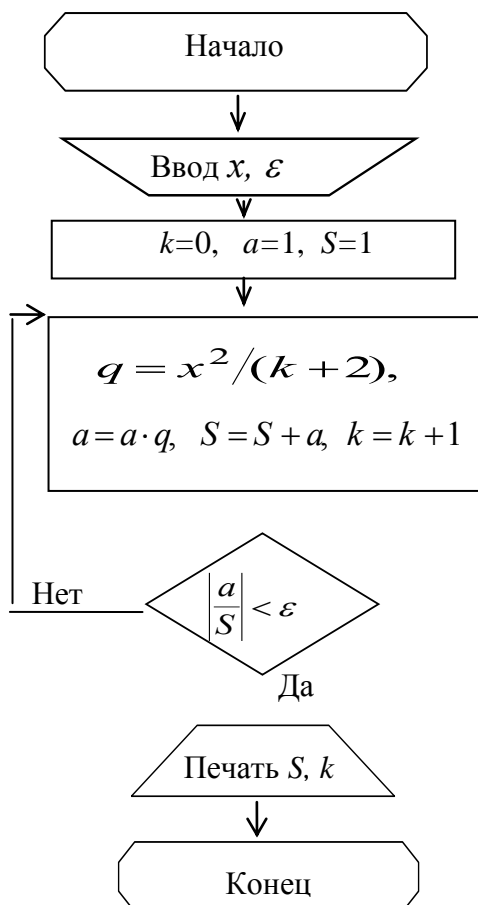 Начало
Ввод x, ε
k=0, a=1, S=1
q = x²/(k + 2),
a = a · q, S = S + a, k = k + 1
Нет
|a/S| < ε
Да
Печать S, k
Конец